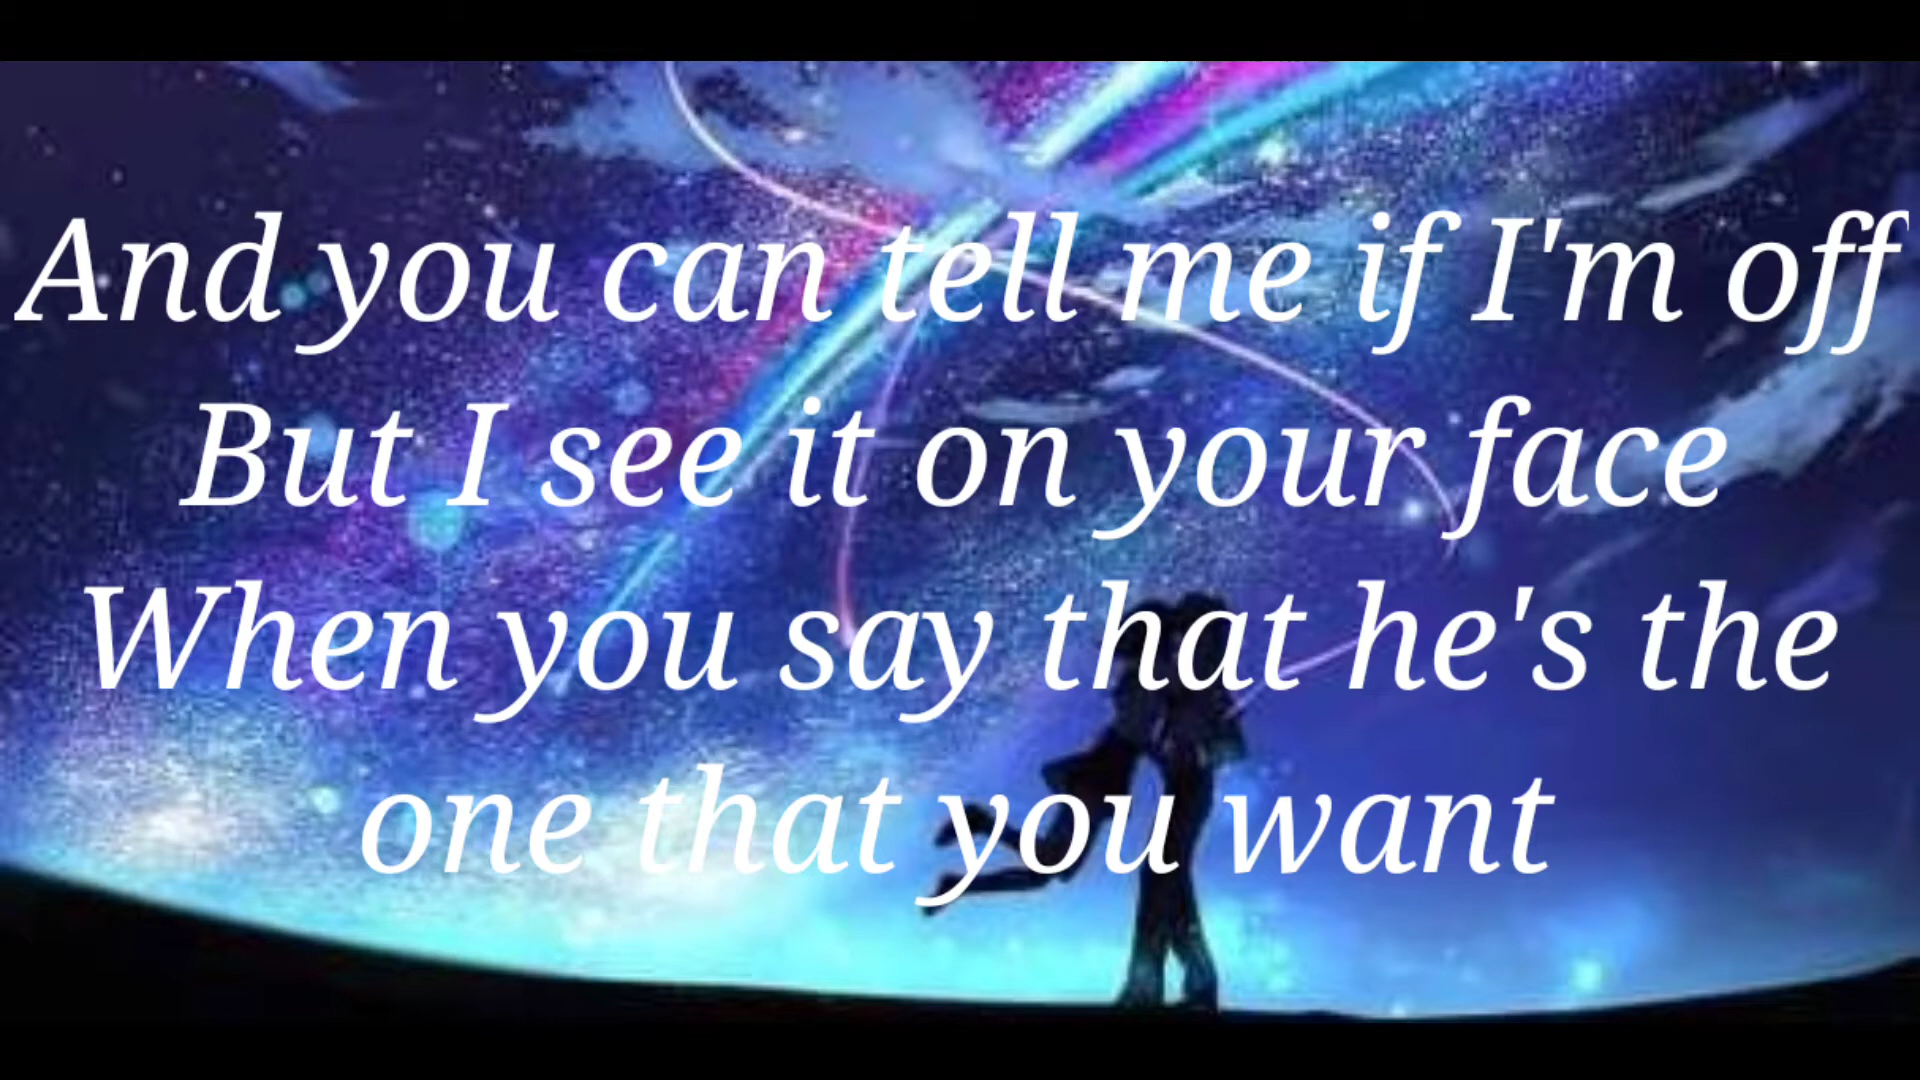 And you can tell me if I'm off
But I see it on your face
When you say that he's the
one that you want